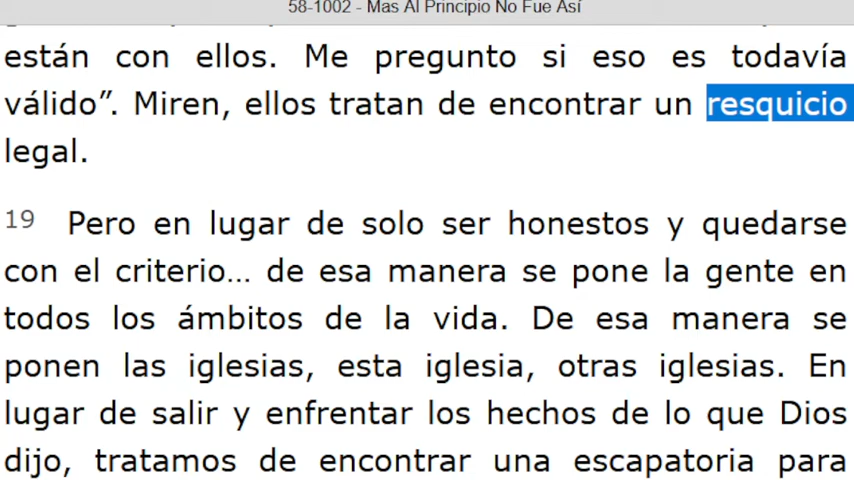 58-1002 - Mas Al Principio No Fue Así
están con ellos. Me pregunto si eso es todavía
válido”. Miren, ellos tratan de encontrar un resquicio
legal.
19 Pero en lugar de solo ser honestos y quedarse
con el criterio… de esa manera se pone la gente en
todos los ámbitos de la vida. De esa manera se
ponen las iglesias, esta iglesia, otras iglesias. En
lugar de salir y enfrentar los hechos de lo que Dios
dijo, tratamos de encontrar una escapatoria para